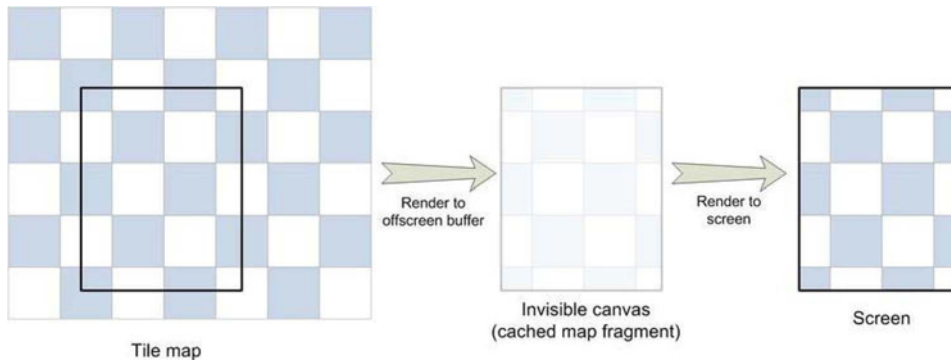 Render to
offscreen buffer
Render to
screen
Invisible canvas
(cached map fragment)
Screen
Tile map